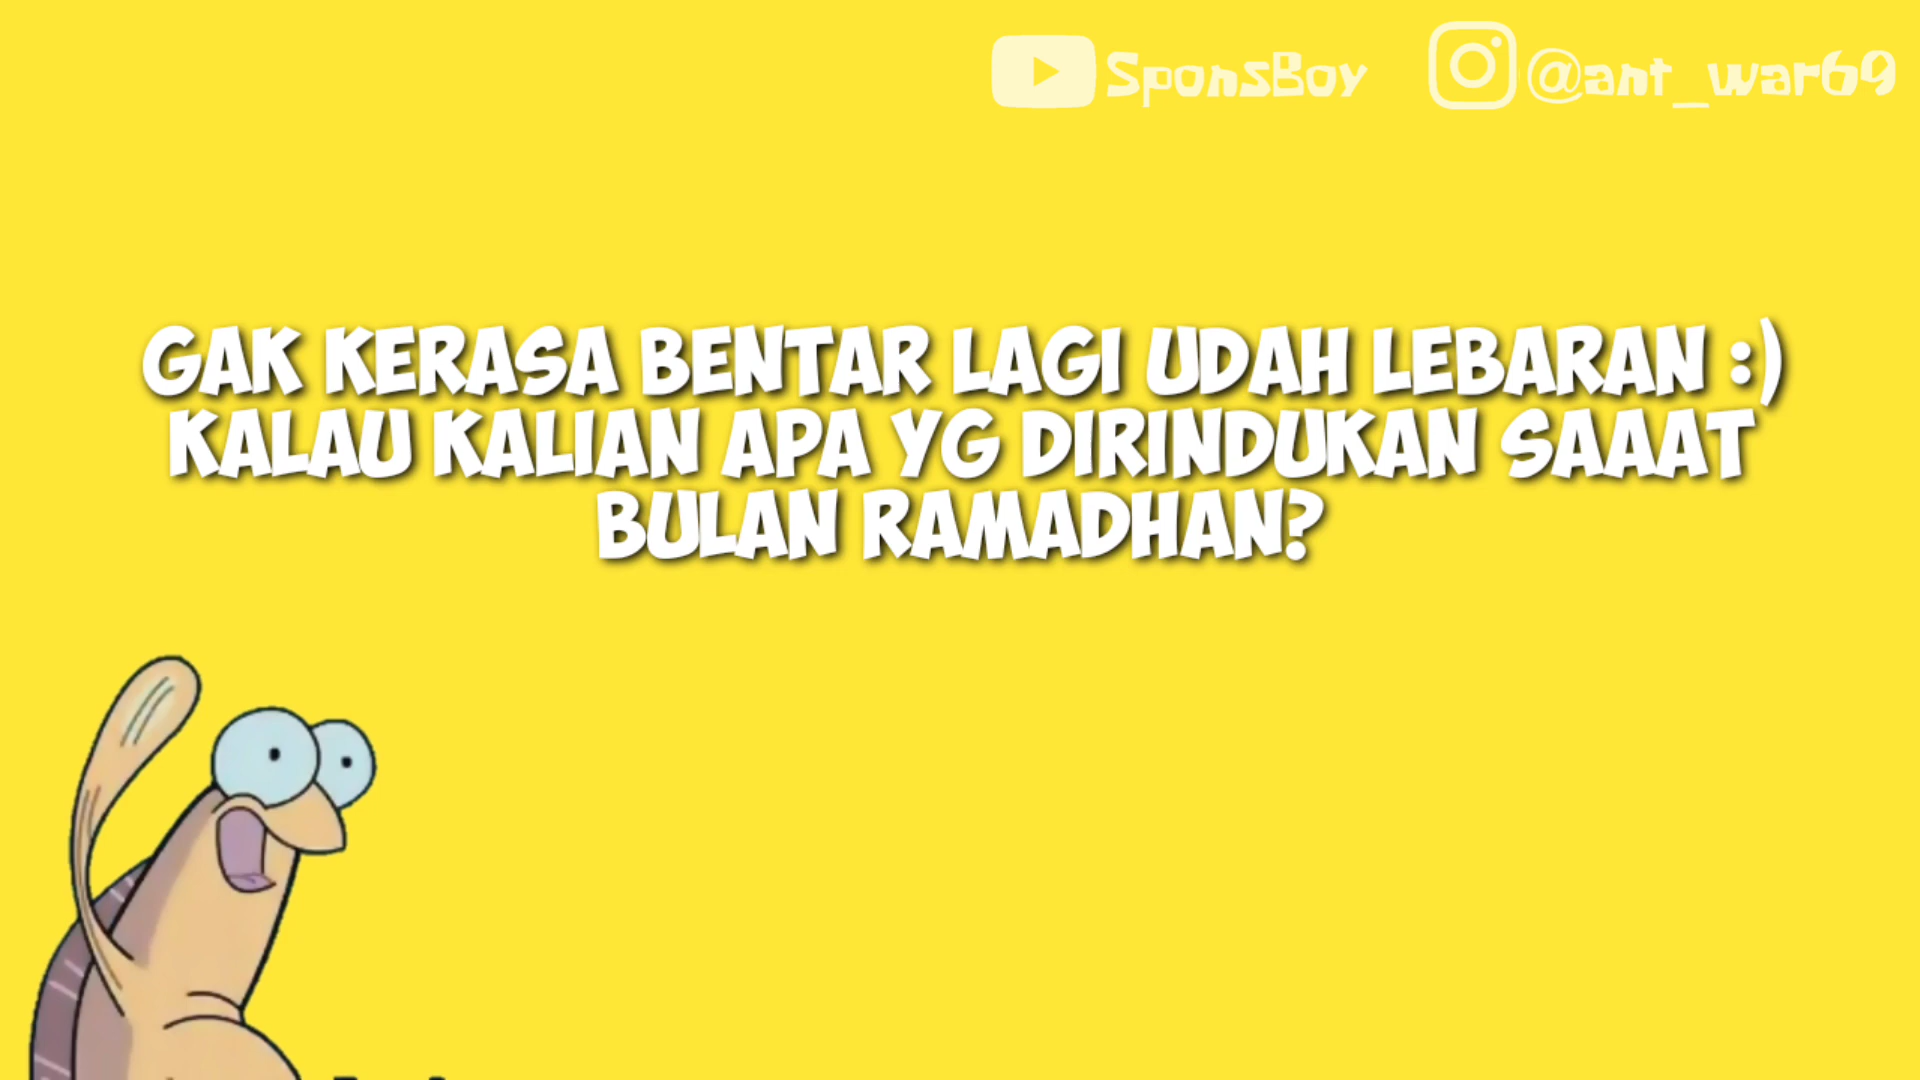 SponsBoy @ant_war69
GAK KERASA BENTAR LAGI UDAH LEBARAN :)
KALAU KALIAN APA YG DIRINDUKAN SAAAT
BULAN RAMADHAN?